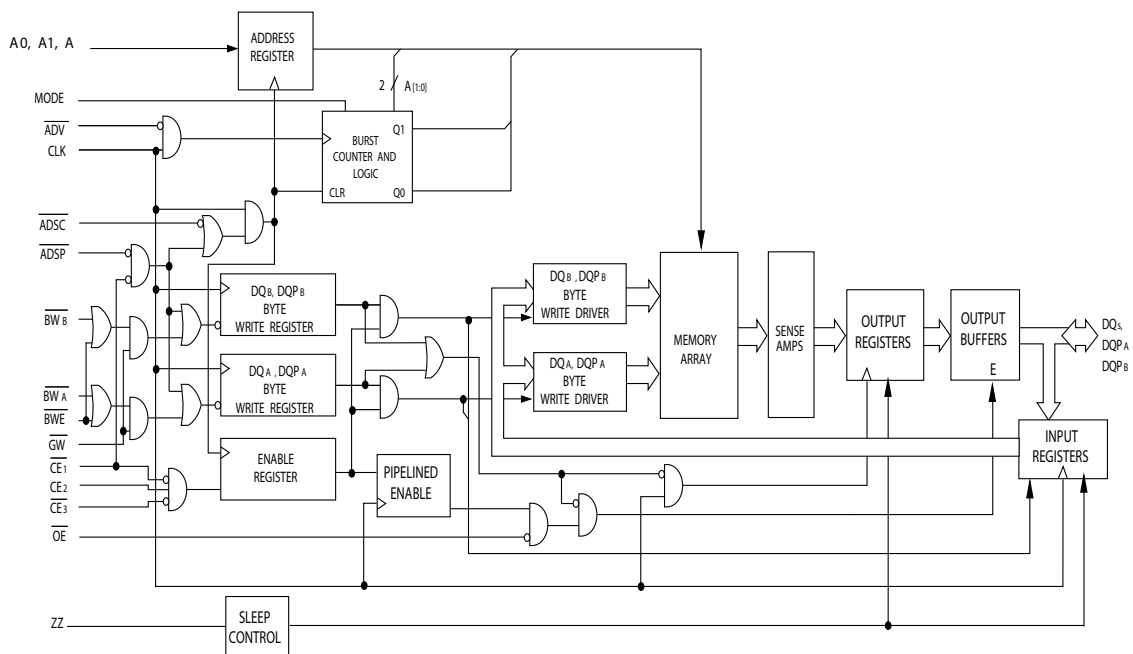 A0, A1, A
ADDRESS
REGISTER
2
A[1:0]
MODE
ADV
CLK
BURST
COUNTER AND
LOGIC
Q1
CLR
Q0
ADSC
ADSP
DQB, DQPB
BYTE
WRITE REGISTER
DQB, DQPB
BYTE
WRITE DRIVER
MEMORY
ARRAY
SENSE
AMPS
OUTPUT
REGISTERS
OUTPUT
BUFFERS
E
DQs,
DQPA
DQPB
BWB
DQA, DQPA
BYTE
WRITE REGISTER
DQA, DQPA
BYTE
WRITE DRIVER
BWA
BWE
GW
CE1
CE2
CE3
ENABLE
REGISTER
PIPELINED
ENABLE
INPUT
REGISTERS
OE
ZZ
SLEEP
CONTROL